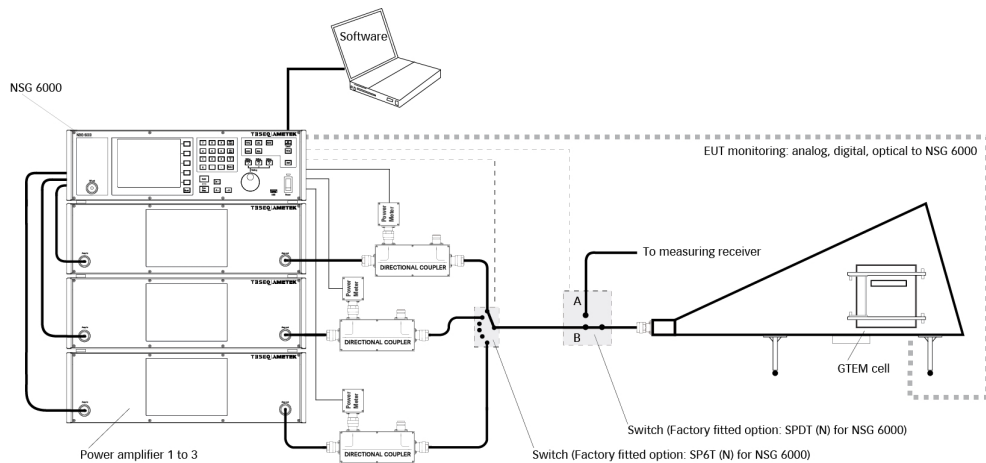 Software
NSG 6000
NSG 6000
TESEQ AMETEK
EUT monitoring: analog, digital, optical to NSG 6000
TESEQ AMETEK
Power
Meter
DIRECTIONAL COUPLER
To measuring receiver
TESEQ AMETEK
Power
Meter
DIRECTIONAL COUPLER
A
B
TESEQ AMETEK
GTEM cell
Power
Meter
DIRECTIONAL COUPLER
Switch (Factory fitted option: SPDT (N) for NSG 6000)
Power amplifier 1 to 3
Switch (Factory fitted option: SP6T (N) for NSG 6000)